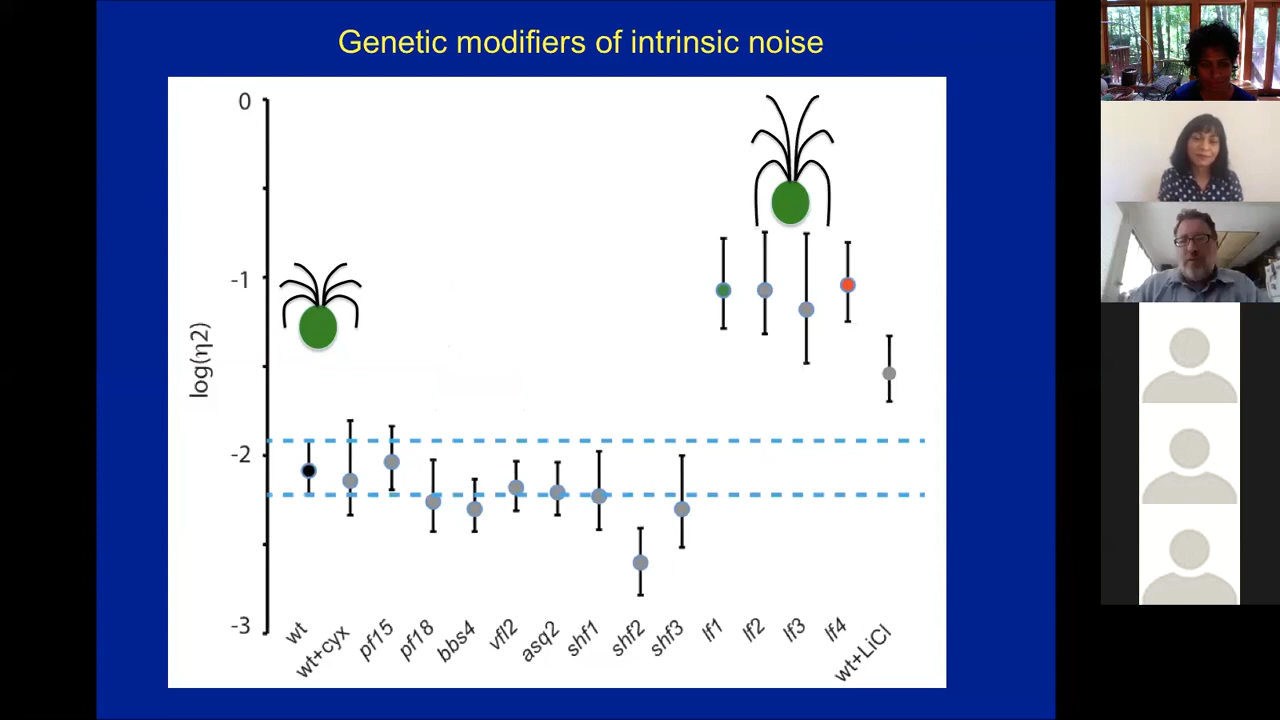 Genetic modifiers of intrinsic noise
0
-1
-2
-3
log(η2)
wt
wt+cyx
pf15
pf18
bbs4
vfl2
asq2
shf1
shf2
shf3
lf1
lf2
lf3
lf4
wt+LiCl